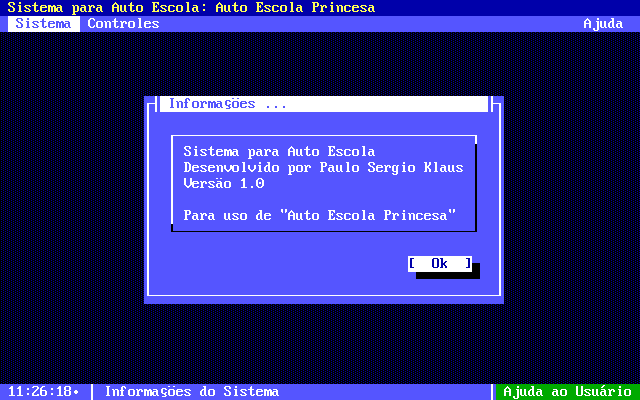 Sistema para Auto Escola: Auto Escola Princesa
Sistema Controles Ajuda
Informações ...
Sistema para Auto Escola
Desenvolvido por Paulo Sergio Klaus
Versão 1.0
Para uso de "Auto Escola Princesa"
[ Ok ]
11:26:18• Informações do Sistema Ajuda ao Usuário